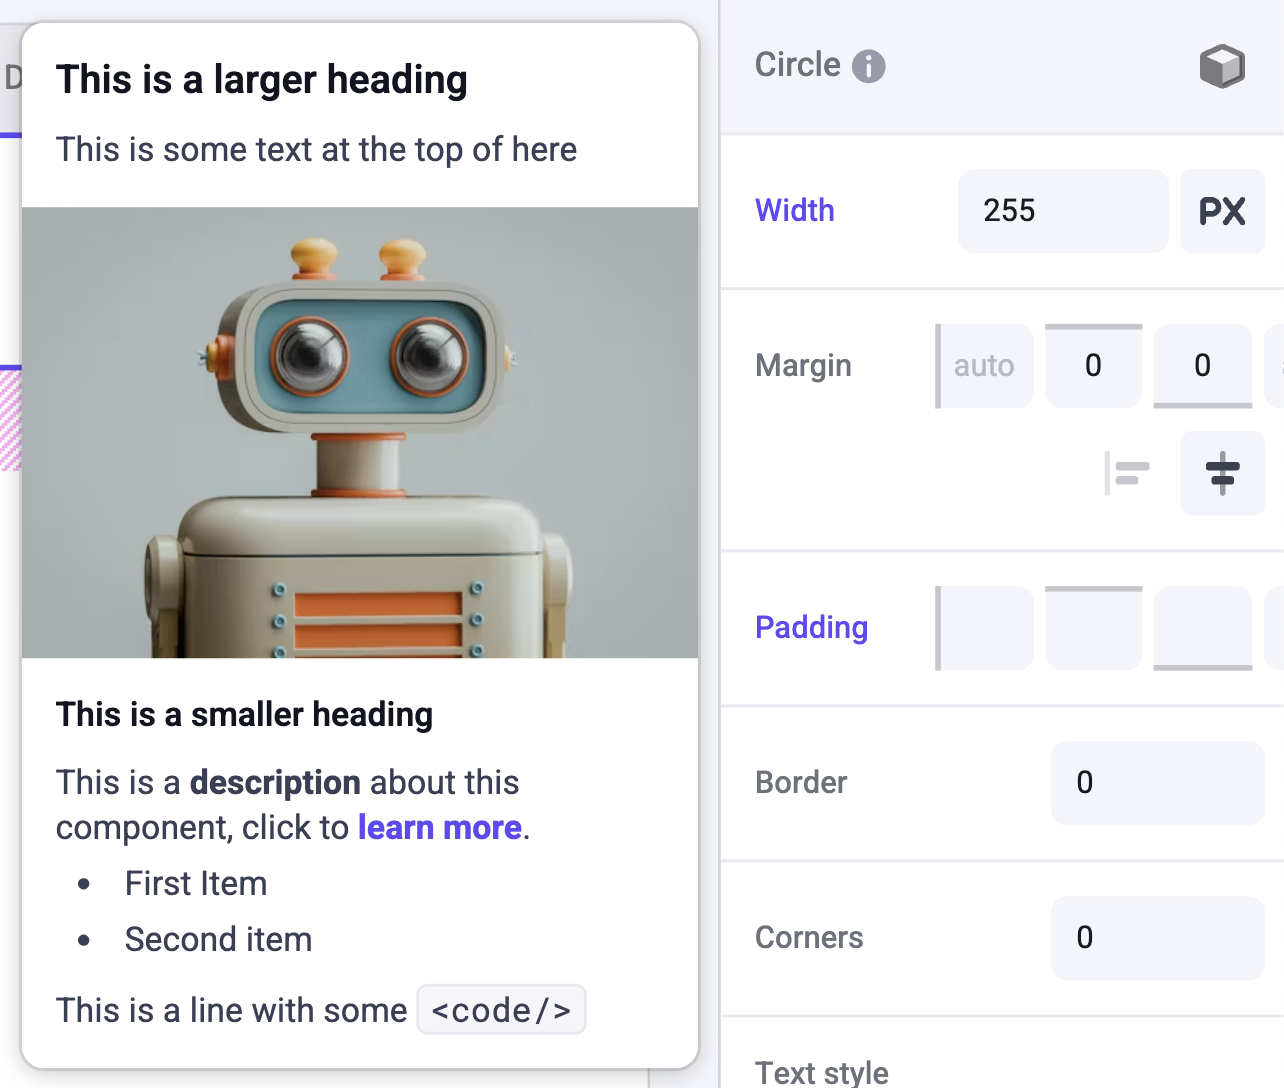 D
This is a larger heading
This is some text at the top of here
This is a smaller heading
This is a description about this
component, click to learn more.
• First Item
• Second item
This is a line with some <code/>
Circle
Width 255 PX
Margin auto 0 0
Padding
Border 0
Corners 0
Text style